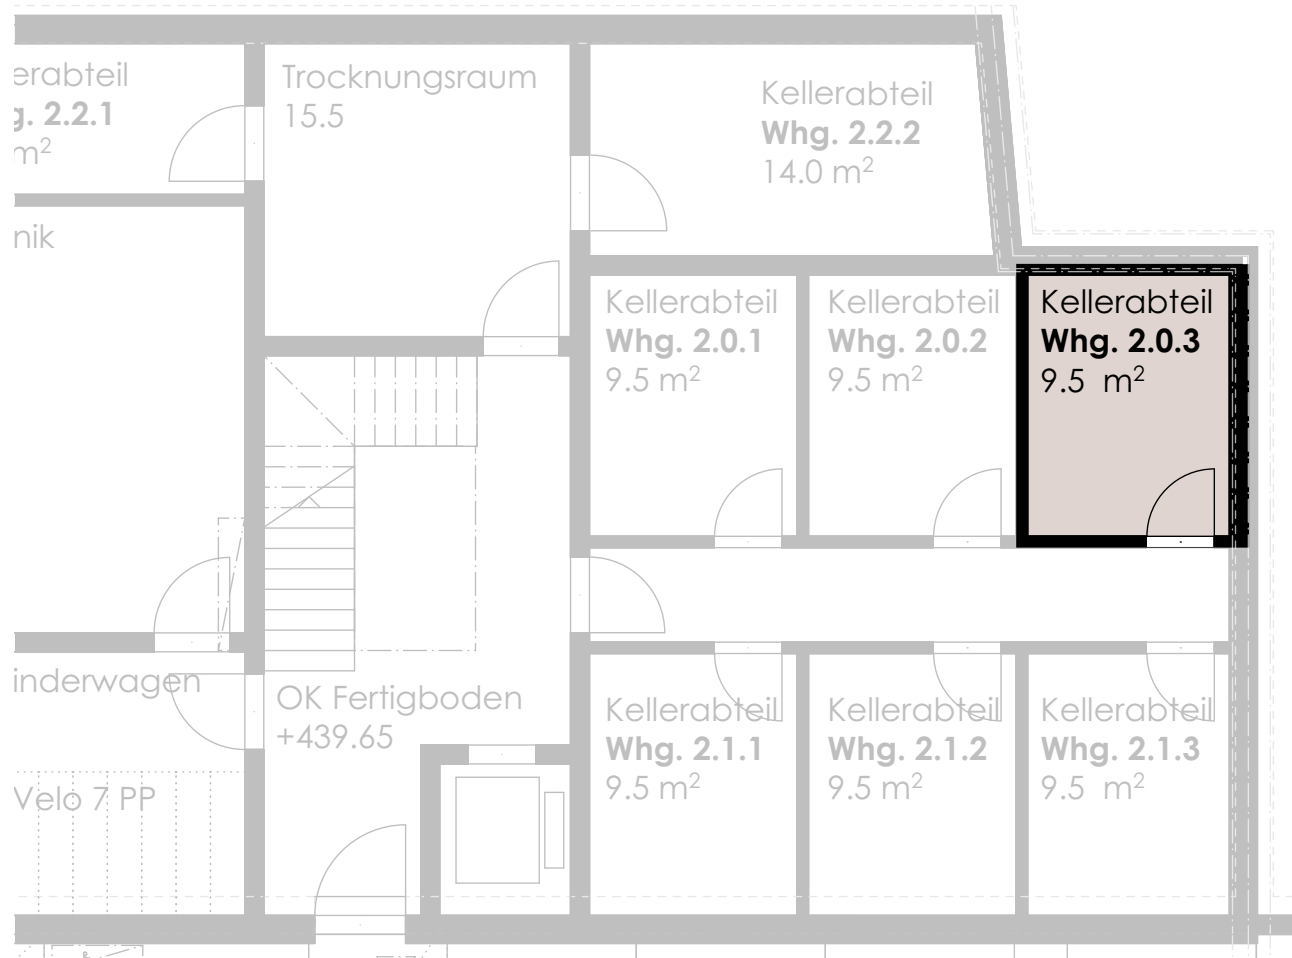 erabteil
g. 2.2.1
m²
Trocknungsraum
15.5
Kellerabteil
Whg. 2.2.2
14.0 m²
nik
Kellerabteil
Whg. 2.0.1
9.5 m²
Kellerabteil
Whg. 2.0.2
9.5 m²
Kellerabteil
Whg. 2.0.3
9.5 m²
inderwagen
OK Fertigboden
+439.65
Kellerabteil
Whg. 2.1.1
9.5 m²
Kellerabteil
Whg. 2.1.2
9.5 m²
Kellerabteil
Whg. 2.1.3
9.5 m²
Velo 7 PP